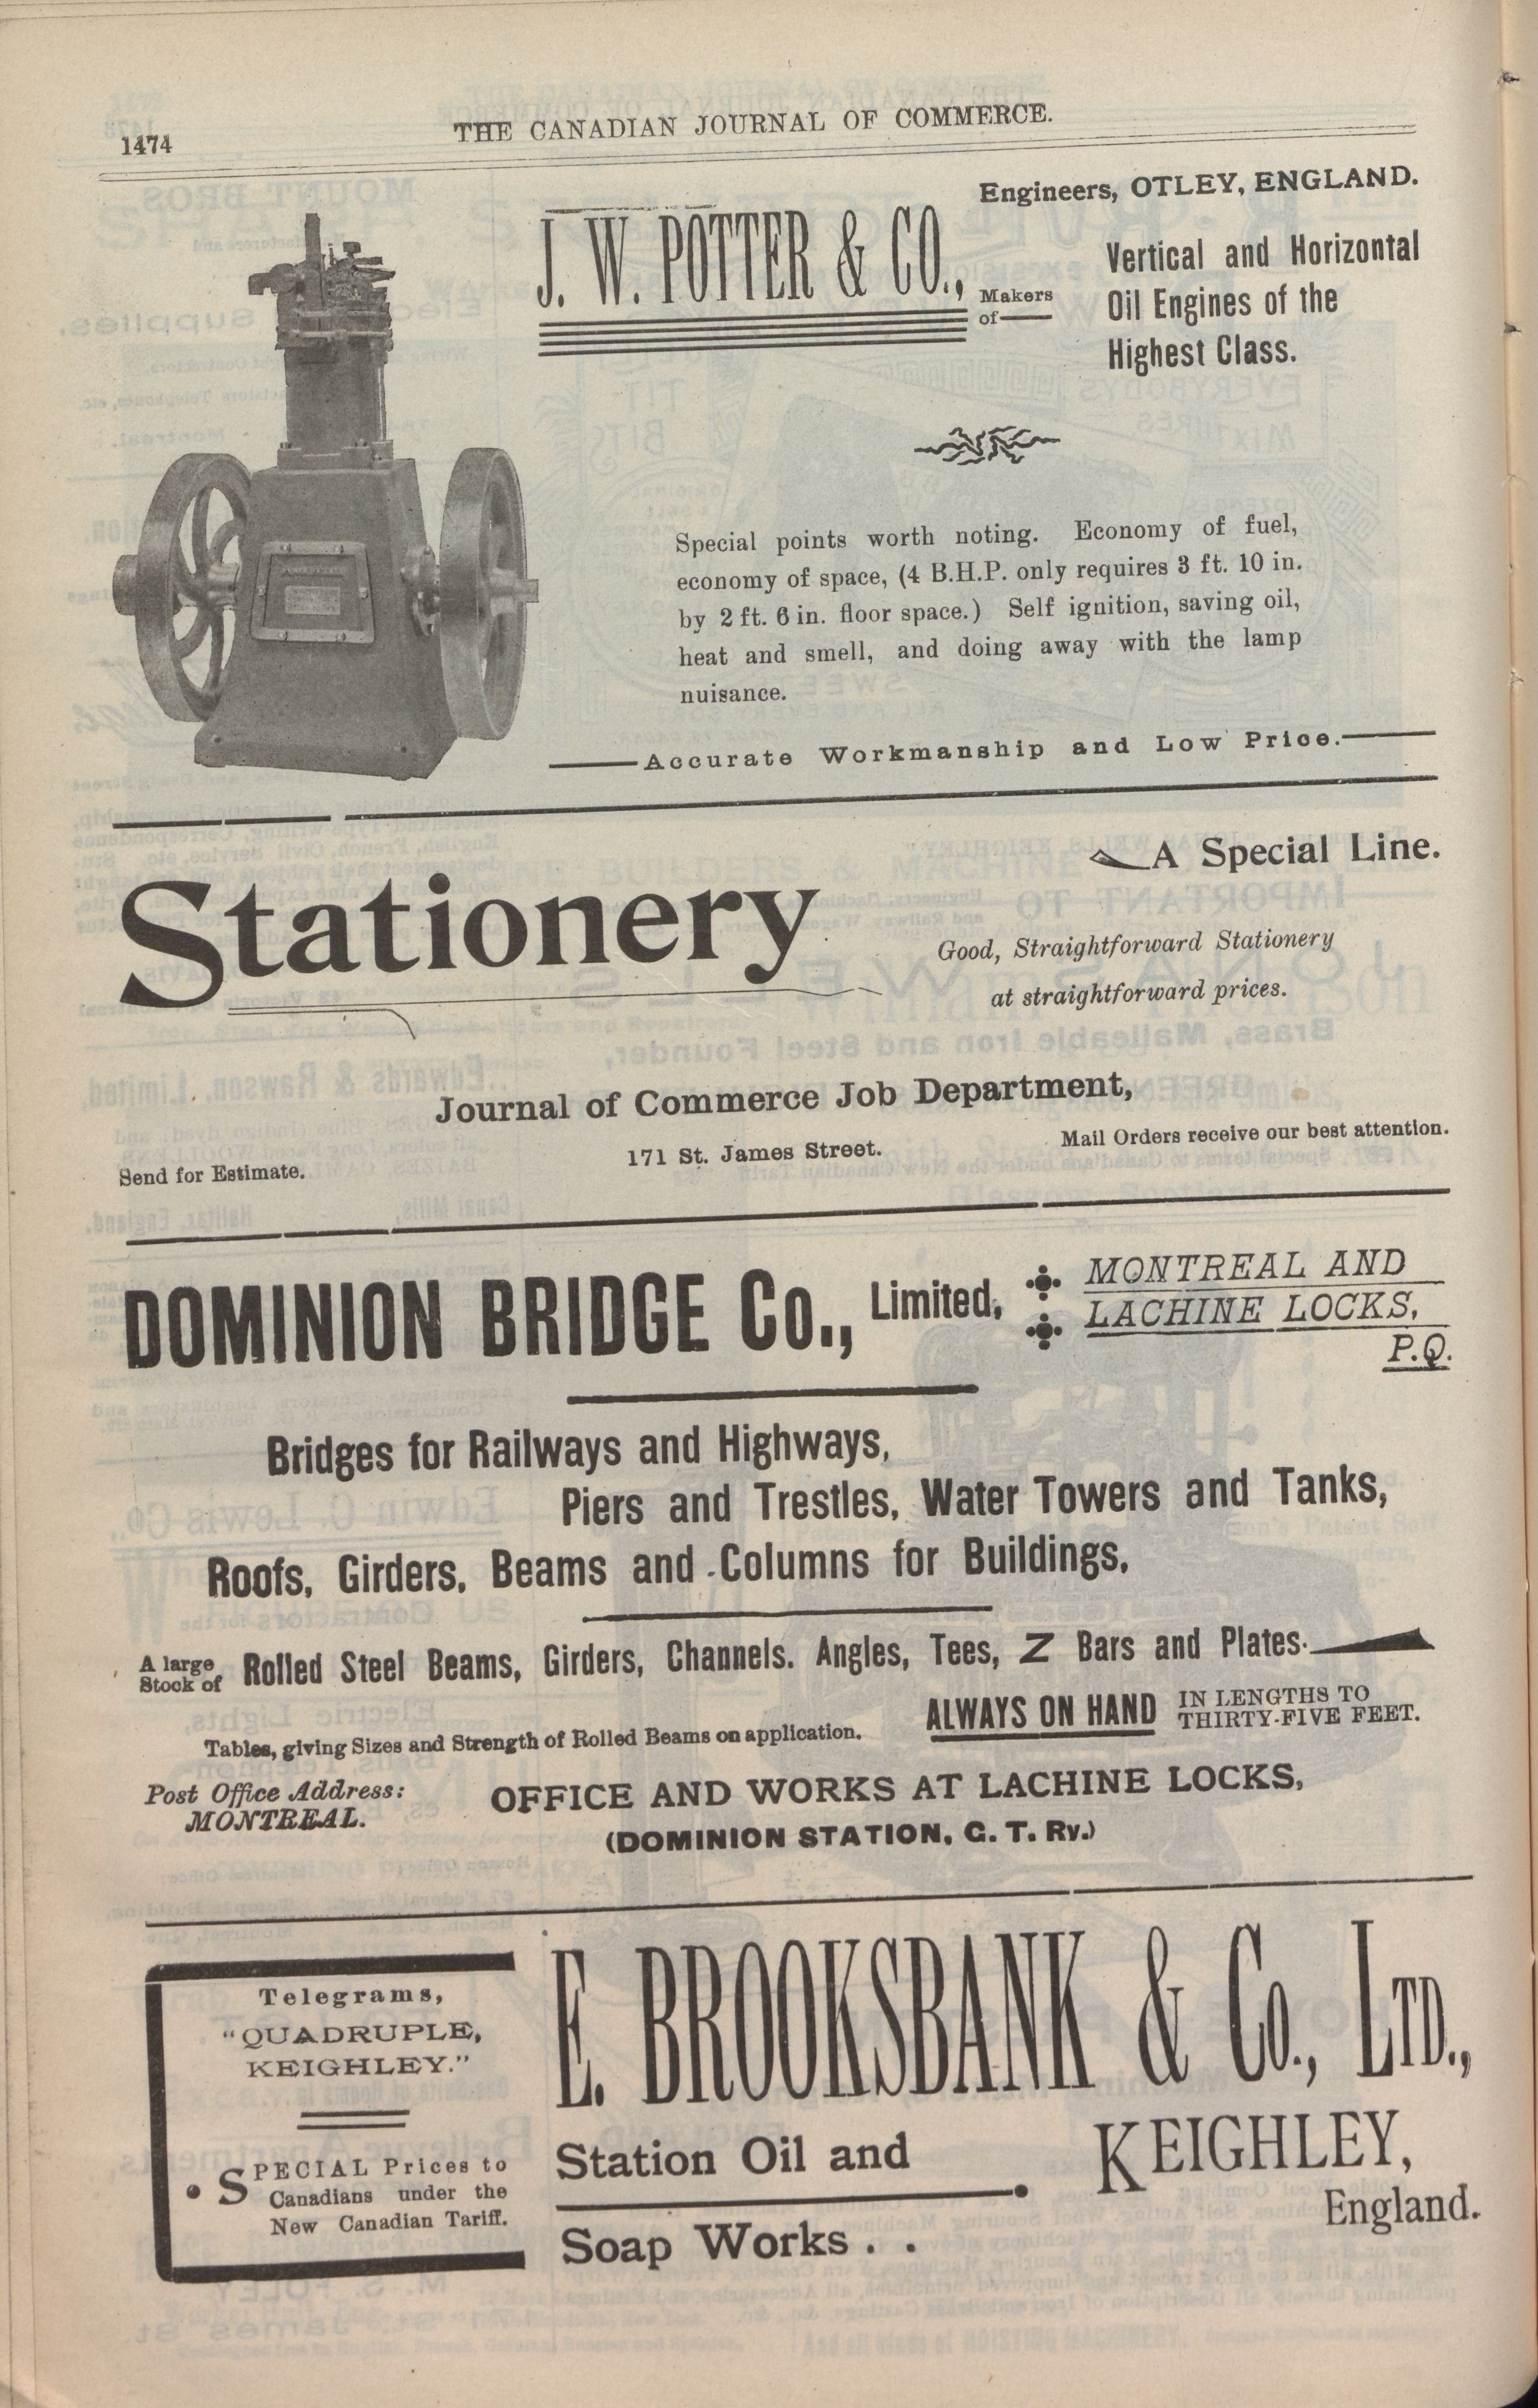 1474
THE CANADIAN JOURNAL OF COMMERCE.
J. W. POTTER & CO.,
Engineers, OTLEY, ENGLAND.
Makers
of
Vertical and Horizontal
Oil Engines of the
Highest Class.
Special points worth noting. Economy of fuel,
economy of space, (4 B.H.P. only requires 3 ft. 10 in.
by 2 ft. 6 in. floor space.) Self ignition, saving oil,
heat and smell, and doing away with the lamp
nuisance.
Accurate Workmanship and Low Price.
Stationery
A Special Line.
Good, Straightforward Stationery
at straightforward prices.
Journal of Commerce Job Department,
171 St. James Street.
Mail Orders receive our best attention.
Send for Estimate.
DOMINION BRIDGE Co., Limited,
MONTREAL AND
LACHINE LOCKS,
P.Q.
Bridges for Railways and Highways,
Piers and Trestles, Water Towers and Tanks,
Roofs, Girders, Beams and Columns for Buildings,
A large
Stock of
Rolled Steel Beams, Girders, Channels. Angles, Tees, Z Bars and Plates.
ALWAYS ON HAND
IN LENGTHS TO
THIRTY-FIVE FEET.
Tables, giving Sizes and Strength of Rolled Beams on application.
Post Office Address:
MONTREAL.
OFFICE AND WORKS AT LACHINE LOCKS,
(DOMINION STATION, G. T. Rv.)
Telegrams,
"QUADRUPLE,
KEIGHLEY."
SPECIAL Prices to
Canadians under the
New Canadian Tariff.
E. BROOKSBANK & Co., LTD.,
Station Oil and
Soap Works . .
KEIGHLEY,
England.